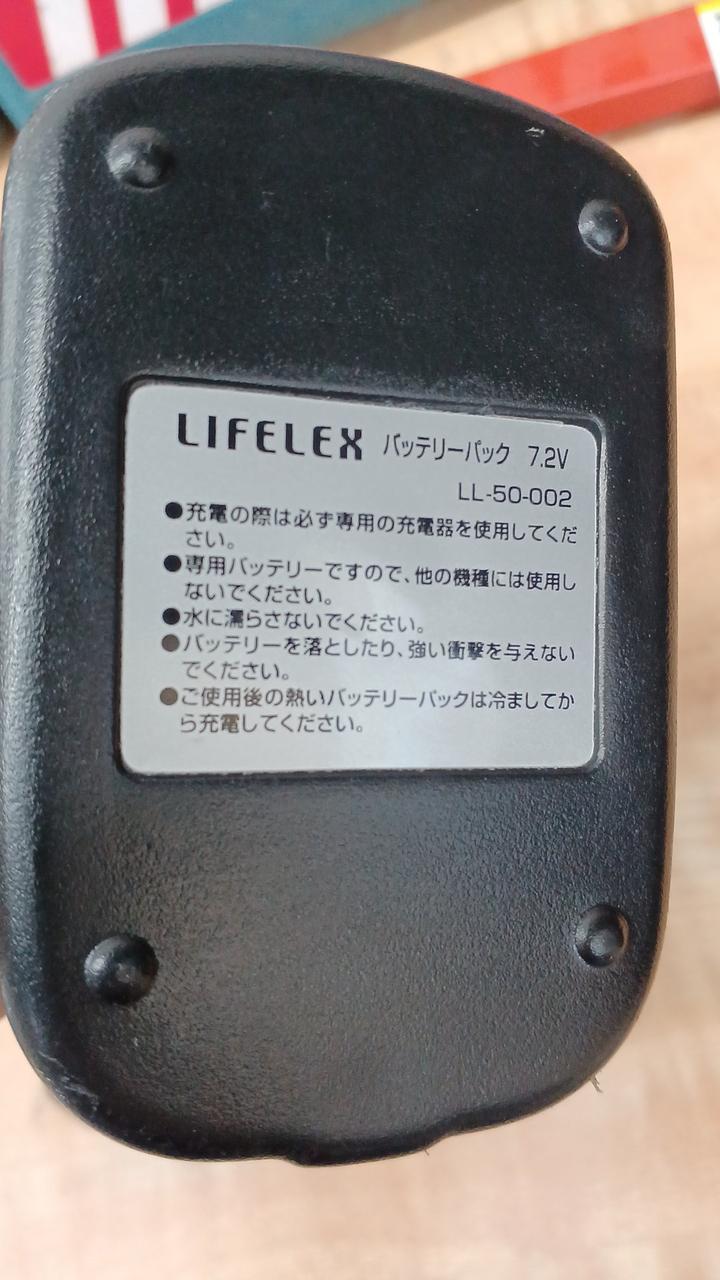 LIFELEX バッテリーパック 7.2V
LL-50-002
●充電の際は必ず専用の充電器を使用してくだ
さい。
●専用バッテリーですので、他の機種には使用し
ないでください。
●水に濡らさないでください。
●バッテリーを落としたり、強い衝撃を与えない
でください。
●ご使用後の熱いバッテリーパックは冷ましてか
ら充電してください。